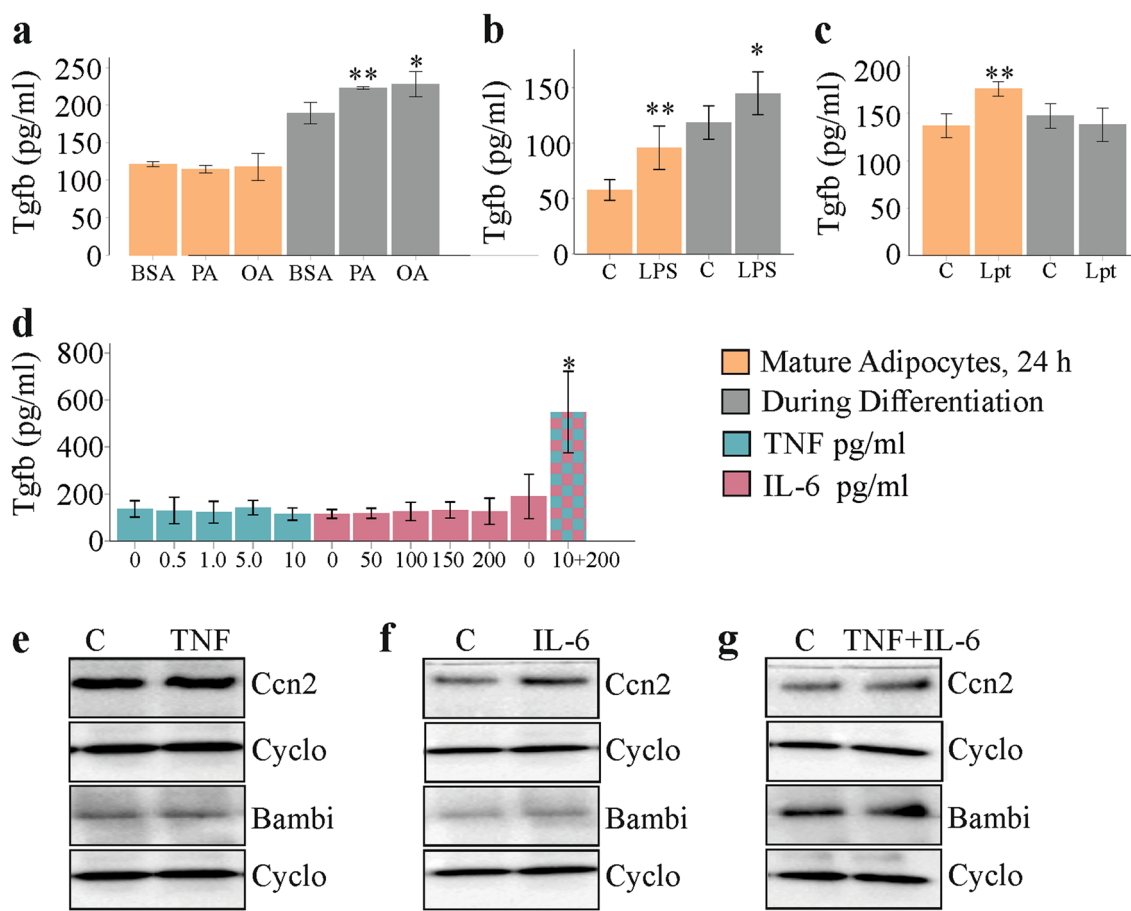 a
Tgfb (pg/ml)
250
200
150
100
50
0
** *
BSA PA OA BSA PA OA
b
Tgfb (pg/ml)
150
100
50
0
** *
C LPS C LPS
c
Tgfb (pg/ml)
200
150
100
50
0
**
C Lpt C Lpt
d
Tgfb (pg/ml)
800
600
400
200
0
*
0 0.5 1.0 5.0 10 0 50 100 150 200 0 10+200
Mature Adipocytes, 24 h
During Differentiation
TNF pg/ml
IL-6 pg/ml
e
C TNF
Ccn2
Cyclo
Bambi
Cyclo
f
C IL-6
Ccn2
Cyclo
Bambi
Cyclo
g
C TNF+IL-6
Ccn2
Cyclo
Bambi
Cyclo